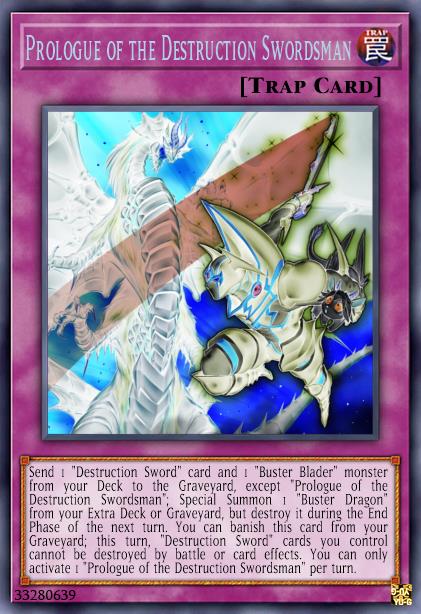 PROLOGUE OF THE DESTRUCTION SWORDSMAN
TRAP
罠
[TRAP CARD]
Send 1 "Destruction Sword" card and 1 "Buster Blader" monster
from your Deck to the Graveyard, except "Prologue of the
Destruction Swordsman"; Special Summon 1 "Buster Dragon"
from your Extra Deck or Graveyard, but destroy it during the End
Phase of the next turn. You can banish this card from your
Graveyard; this turn, "Destruction Sword" cards you control
cannot be destroyed by battle or card effects. You can only
activate 1 "Prologue of the Destruction Swordsman" per turn.
33280639